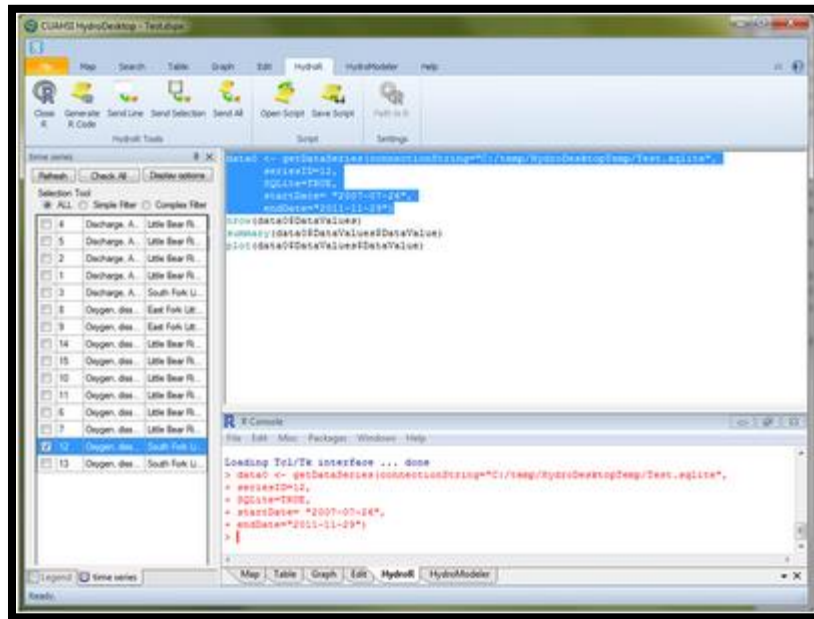 CUAHSI HydroDesktop - Test.dspx
Map Search Table Graph Edit HydroR HydroModeler Help
Close R
Generate R Code
Send Line
Send Selection
Send All
Open Script
Save Script
Path to R
HydroR Tools
Script
Settings
time series
Refresh Check All Display options
Selection Tool
ALL Simple Filter Complex Filter
4 Discharge, A... Little Bear Ri...
5 Discharge, A... Little Bear Ri...
2 Discharge, A... Little Bear Ri...
1 Discharge, A... Little Bear Ri...
3 Discharge, A... South Fork Li...
8 Oxygen, diss... East Fork Litt...
9 Oxygen, diss... East Fork Litt...
14 Oxygen, diss... Little Bear Ri...
15 Oxygen, diss... Little Bear Ri...
10 Oxygen, diss... Little Bear Ri...
11 Oxygen, diss... Little Bear Ri...
6 Oxygen, diss... Little Bear Ri...
7 Oxygen, diss... Little Bear Ri...
12 Oxygen, diss... South Fork Li...
13 Oxygen, diss... South Fork Li...
Legend time series
Ready.
data0 <- getDataSeries(connectionString="C:/temp/HydroDesktopTemp/Test.sqlite",
seriesID=12,
SQLite=TRUE,
startDate= "2007-07-26",
endDate="2011-11-29")
nrow(data0$DataValues)
summary(data0$DataValues$DataValue)
plot(data0$DataValues$DataValue)
R Console
File Edit Misc Packages Windows Help
Loading Tcl/Tk interface ... done
> data0 <- getDataSeries(connectionString="C:/temp/HydroDesktopTemp/Test.sqlite",
+ seriesID=12,
+ SQLite=TRUE,
+ startDate= "2007-07-26",
+ endDate="2011-11-29")
>
Map Table Graph Edit HydroR HydroModeler